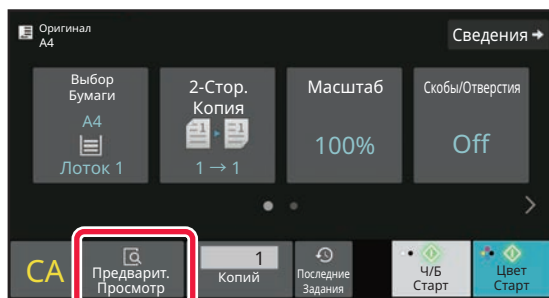 Оригинал
A4
Сведения
Выбор
Бумаги
A4
Лоток 1
2-Стор.
Копия
1 → 1
Масштаб
100%
Скобы/Отверстия
Off
CA
Предварит.
Просмотр
1
Копий
Последние
Задания
Ч/Б
Старт
Цвет
Старт